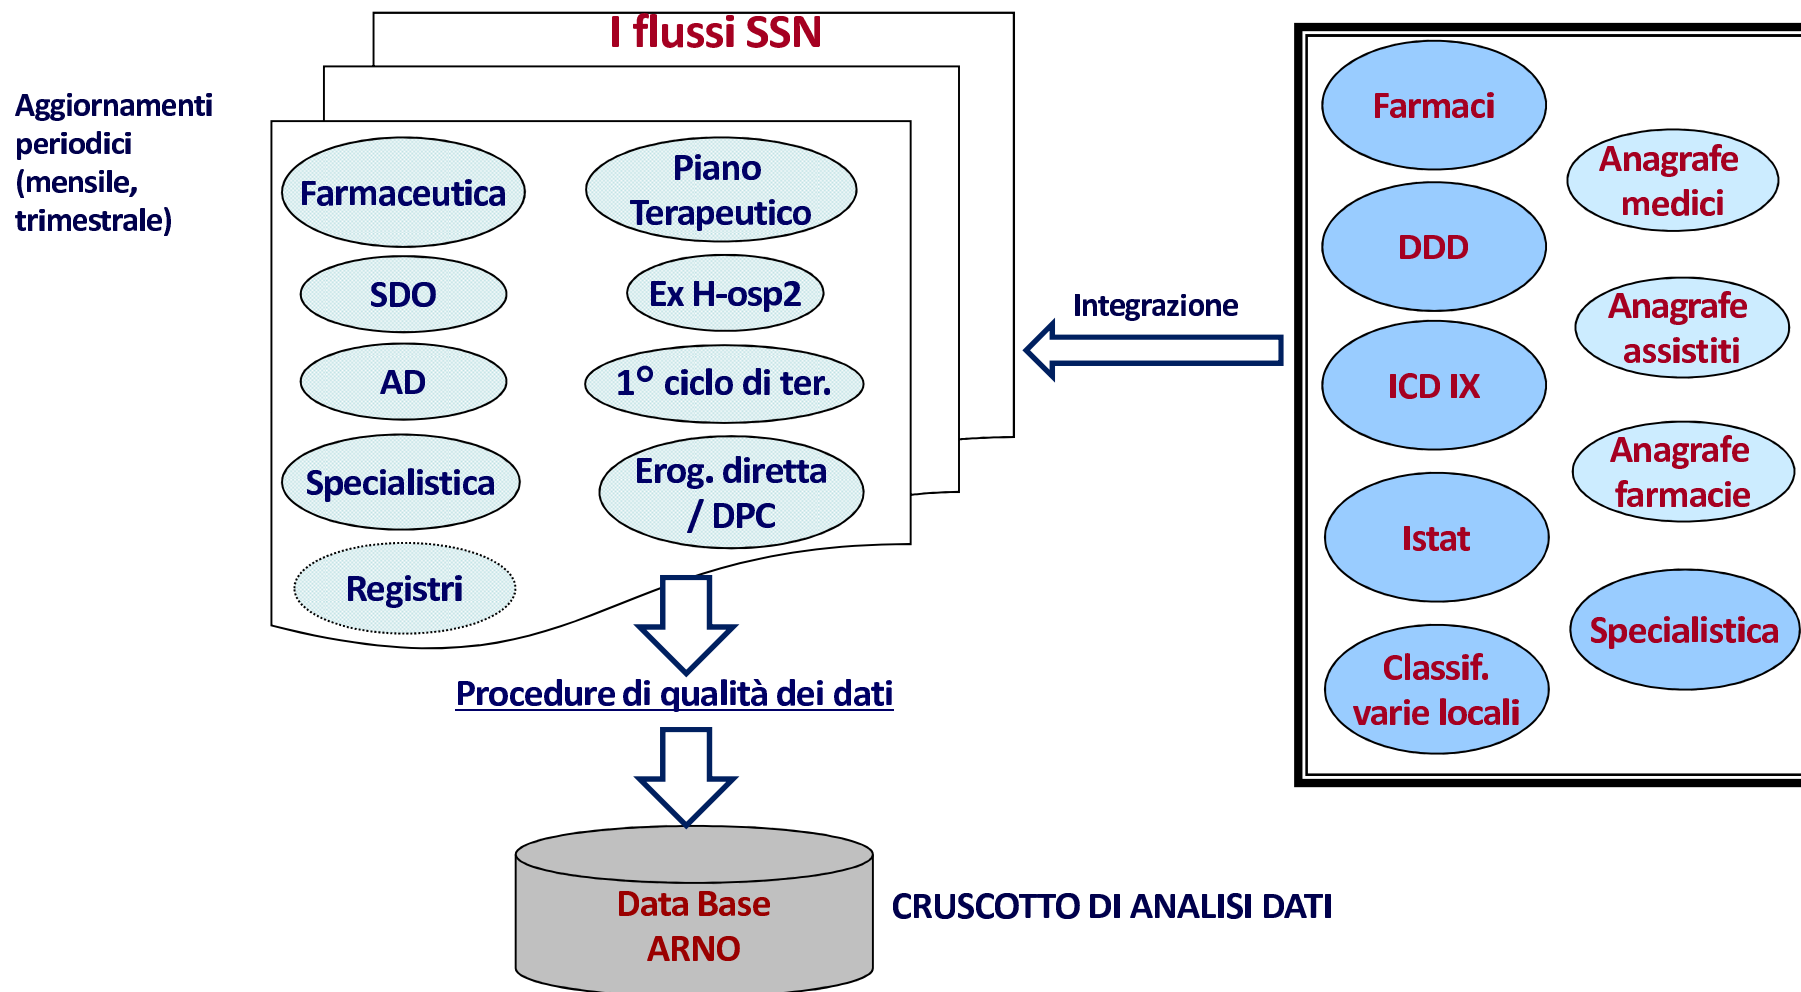 I flussi SSN
Aggiornamenti
periodici
(mensile,
trimestrale)
Farmaceutica
SDO
AD
Specialistica
Registri
Piano
Terapeutico
Ex H-osp2
1° ciclo di ter.
Erog. diretta
/ DPC
Integrazione
Farmaci
DDD
ICD IX
Istat
Classif.
varie locali
Anagrafe
medici
Anagrafe
assistiti
Anagrafe
farmacie
Specialistica
Procedure di qualità dei dati
Data Base
ARNO
CRUSCOTTO DI ANALISI DATI